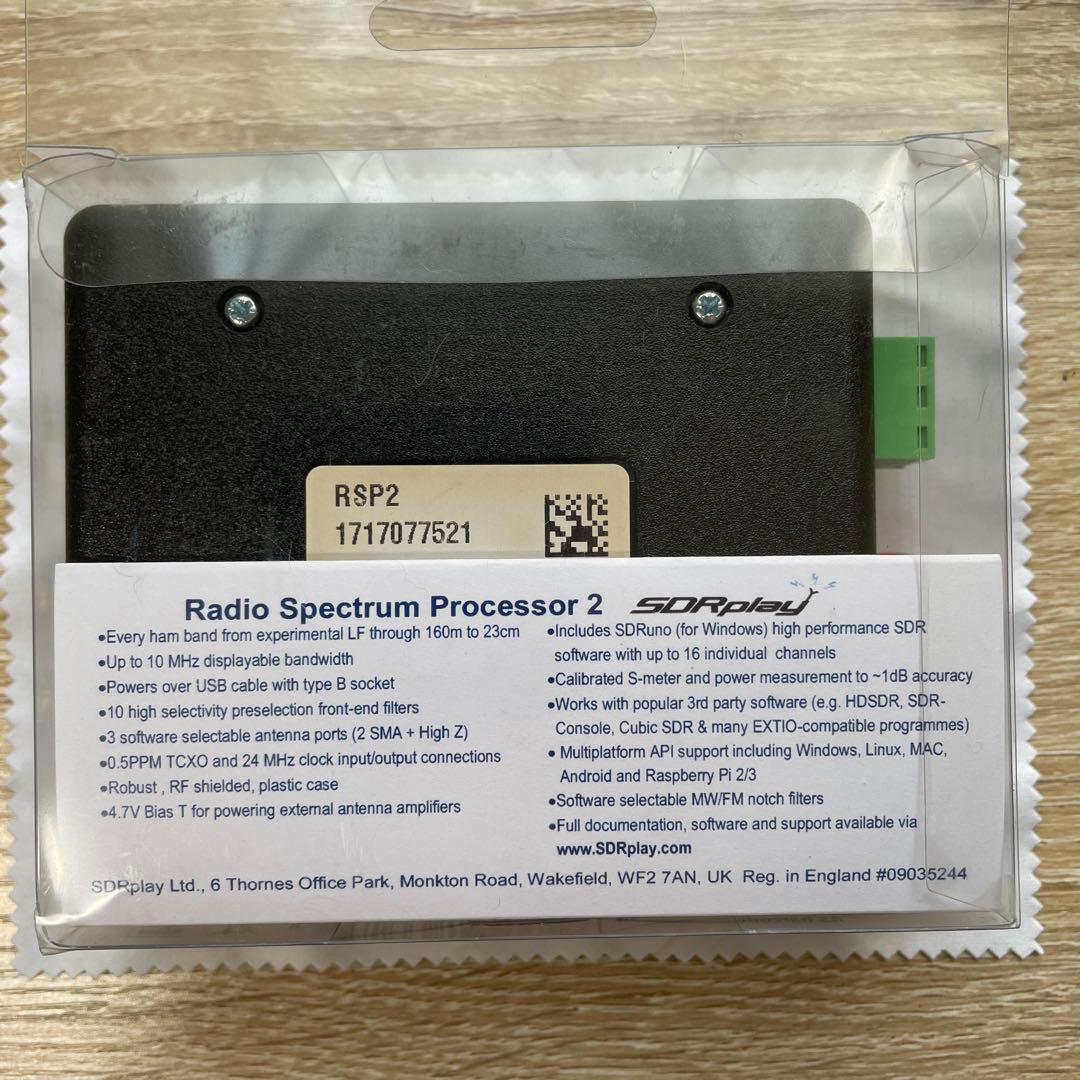 RSP2
1717077521
Radio Spectrum Processor 2 SDRplay
•Every ham band from experimental LF through 160m to 23cm
•Up to 10 MHz displayable bandwidth
•Powers over USB cable with type B socket
•10 high selectivity preselection front-end filters
•3 software selectable antenna ports (2 SMA + High Z)
•0.5PPM TCXO and 24 MHz clock input/output connections
•Robust , RF shielded, plastic case
•4.7V Bias T for powering external antenna amplifiers
•Includes SDRuno (for Windows) high performance SDR
software with up to 16 individual channels
•Calibrated S-meter and power measurement to ~1dB accuracy
•Works with popular 3rd party software (e.g. HDSDR, SDR-
Console, Cubic SDR & many EXTIO-compatible programmes)
• Multiplatform API support including Windows, Linux, MAC,
Android and Raspberry Pi 2/3
•Software selectable MW/FM notch filters
•Full documentation, software and support available via
www.SDRplay.com
SDRplay Ltd., 6 Thornes Office Park, Monkton Road, Wakefield, WF2 7AN, UK Reg. in England #09035244